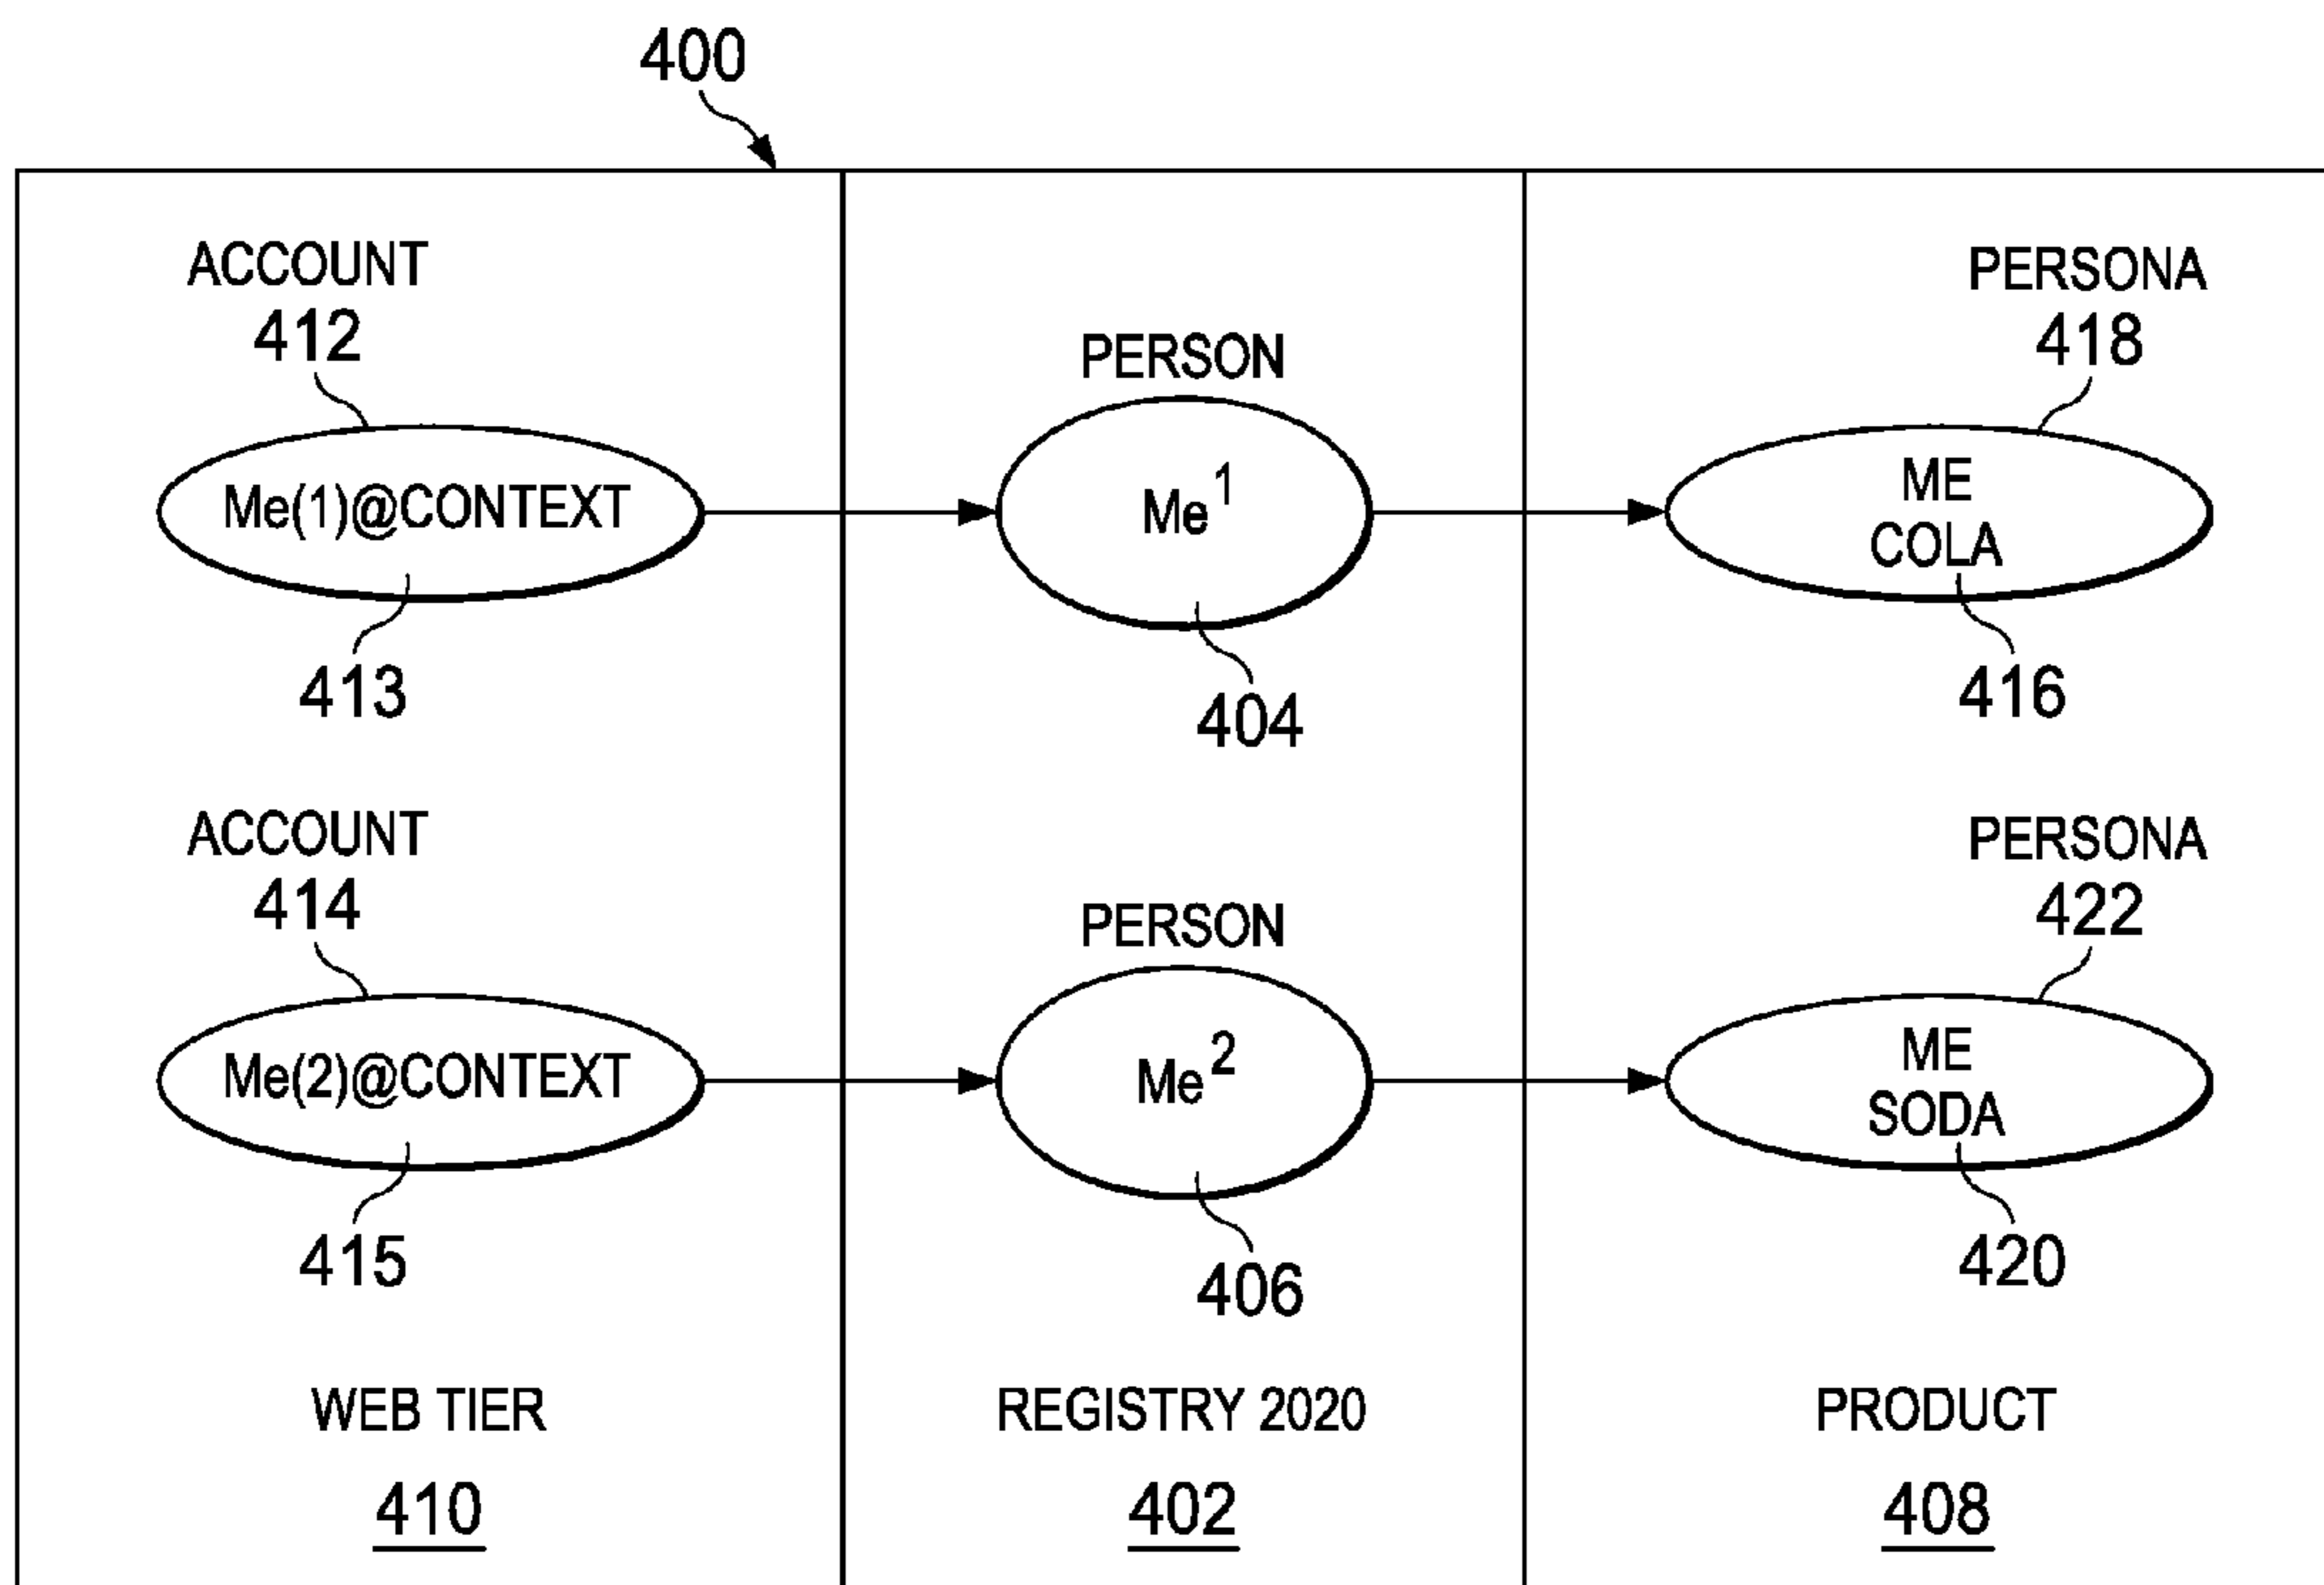 400
ACCOUNT
412
Me(1)@CONTEXT
413
PERSON
Me¹
404
PERSONA
418
ME
COLA
416
ACCOUNT
414
Me(2)@CONTEXT
415
PERSON
Me²
406
PERSONA
422
ME
SODA
420
WEB TIER
410
REGISTRY 2020
402
PRODUCT
408